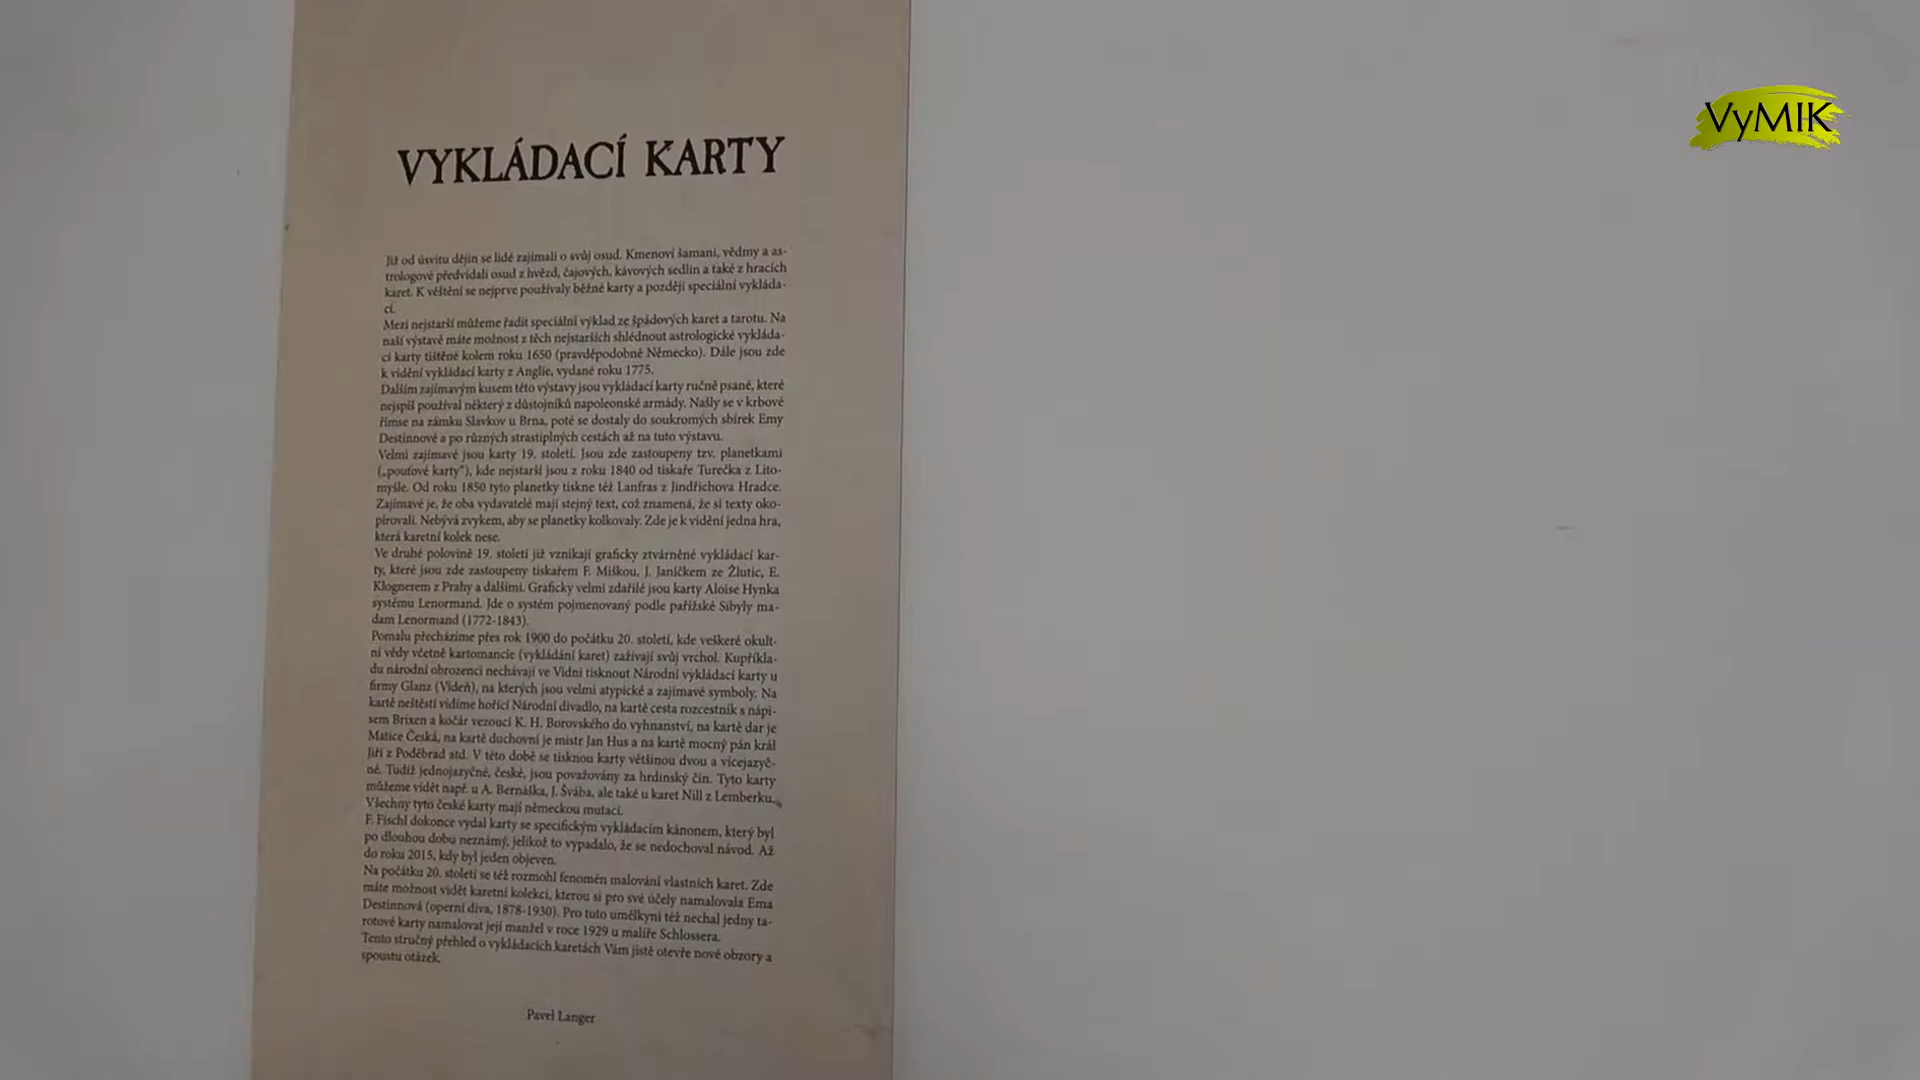 VyMIK
VYKLÁDACÍ KARTY
Již od úsvitu dějin se lidé zajímali o svůj osud. Kmenoví šamani, vědmy a as-
trologové předvídali osud z hvězd, čajových, kávových sedlin a také z hracích
karet. K věštění se nejprve používaly běžné karty a později speciální vykláda-
cí.
Mezi nejstarší můžeme řadit speciální výklad ze špádových karet a tarotu. Na
naší výstavě máte možnost z těch nejstarších shlédnout astrologické vykláda-
cí karty tištěné kolem roku 1650 (pravděpodobně Německo). Dále jsou zde
k vidění vykládací karty z Anglie, vydané roku 1775.
Dalším zajímavým kusem této výstavy jsou vykládací karty ručně psané, které
nejspíš používal některý z důstojníků napoleonské armády. Našly se v krbové
římse na zámku Slavkov u Brna, poté se dostaly do soukromých sbírek Emy
Destinnové a po různých strastiplných cestách až na tuto výstavu.
Velmi zajímavé jsou karty 19. století. Jsou zde zastoupeny tzv. planetkami
(„pouťové karty“), kde nejstarší jsou z roku 1840 od tiskaře Turečka z Lito-
myšle. Od roku 1850 tyto planetky tiskne též Lanfras z Jindřichova Hradce.
Zajímavé je, že oba vydavatelé mají stejný text, což znamená, že si texty oko-
pírovali. Nebývá zvykem, aby se planetky kolkovaly. Zde je k vidění jedna hra,
která karetní kolek nese.
Ve druhé polovině 19. století již vznikají graficky ztvárněné vykládací kar-
ty, které jsou zde zastoupeny tiskařem F. Miškou, J. Janíčkem ze Žlutic, E.
Klognerem z Prahy a dalšími. Graficky velmi zdařilé jsou karty Aloise Hynka
systému Lenormand. Jde o systém pojmenovaný podle pařížské Sibyly ma-
dam Lenormand (1772-1843).
Pomalu přecházíme přes rok 1900 do počátku 20. století, kde veškeré okult-
ní vědy včetně kartomancie (vykládání karet) zažívají svůj vrchol. Kupříkla-
du národní obrozenci nechávají ve Vídni tisknout Národní vykládací karty u
firmy Glanz (Vídeň), na kterých jsou velmi atypické a zajímavé symboly. Na
kartě neštěstí vidíme hořící Národní divadlo, na kartě cesta rozcestník s nápi-
sem Brixen a kočár vezoucí K. H. Borovského do vyhnanství, na kartě dar je
Matice Česká, na kartě duchovní je mistr Jan Hus a na kartě mocný pán král
Jiří z Poděbrad atd. V této době se tisknou karty většinou dvou a vícejazyč-
né. Tudíž jednojazyčné, české, jsou považovány za hrdinský čin. Tyto karty
můžeme vidět např. u A. Bernáška, J. Švába, ale také u karet Nill z Lemberku.
Všechny tyto české karty mají německou mutaci.
F. Fischl dokonce vydal karty se specifickým vykládacím kánonem, který byl
po dlouhou dobu neznámý, jelikož to vypadalo, že se nedochoval návod. Až
do roku 2015, kdy byl jeden objeven.
Na počátku 20. století se též rozmohl fenomén malování vlastních karet. Zde
máte možnost vidět karetní kolekci, kterou si pro své účely namalovala Ema
Destinnová (operní diva, 1878-1930). Pro tuto umělkyni též nechal jedny ta-
rotové karty namalovat její manžel v roce 1929 u malíře Schlossera.
Tento stručný přehled o vykládacích karetách Vám jistě otevře nové obzory a
spoustu otázek.
Pavel Langer